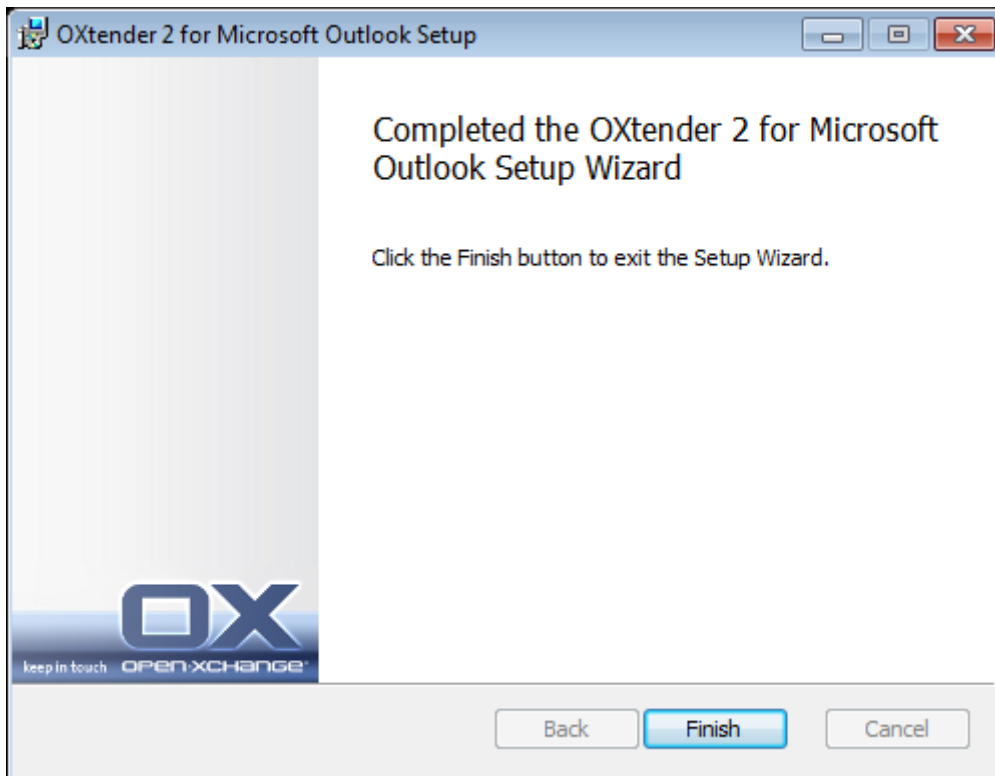 OXtender 2 for Microsoft Outlook Setup
Completed the OXtender 2 for Microsoft
Outlook Setup Wizard
Click the Finish button to exit the Setup Wizard.
OX
keep in touch OPEN-XCHANGE
Back Finish Cancel